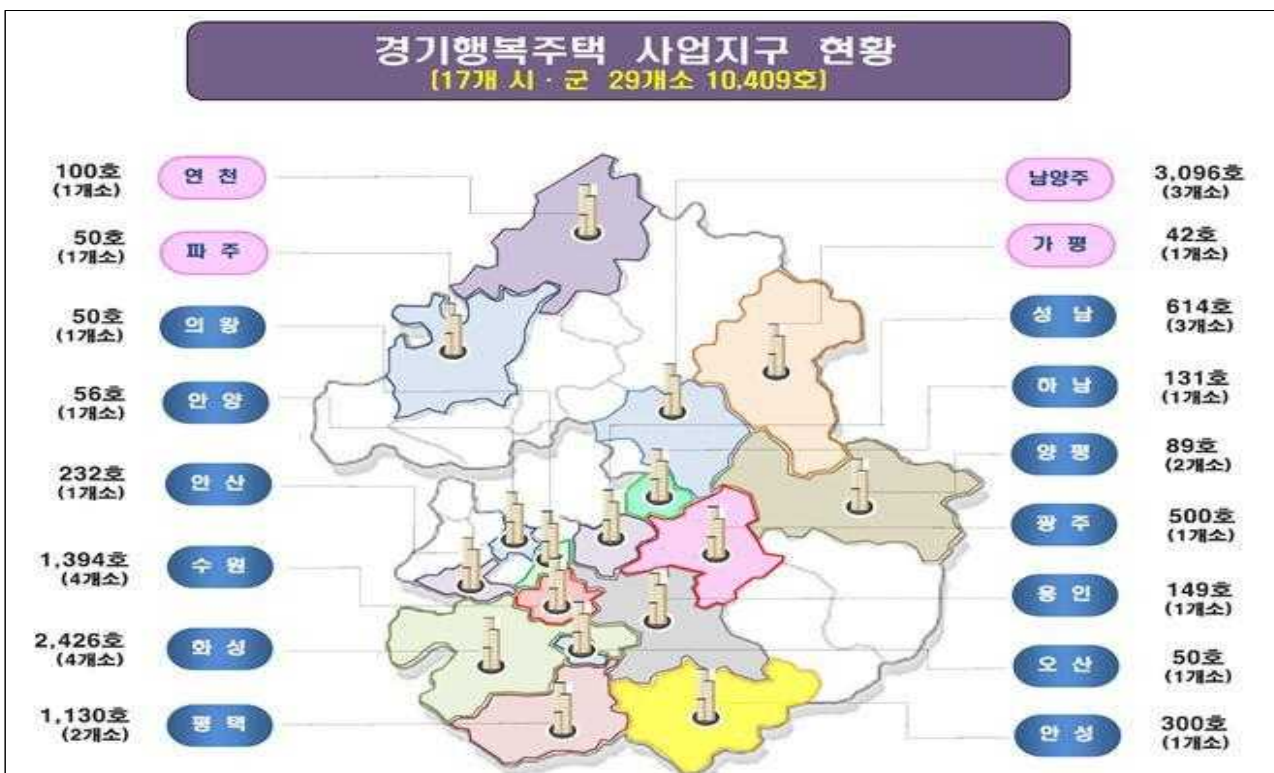 경기행복주택 사업지구 현황
(17개 시·군 29개소 10,409호)
100호
(1개소)
연 천
50호
(1개소)
파 주
50호
(1개소)
의 왕
56호
(1개소)
안 양
232호
(1개소)
안 산
1,394호
(4개소)
수 원
2,426호
(4개소)
화 성
1,130호
(2개소)
평 택
남양주
3,096호
(3개소)
가 평
42호
(1개소)
성 남
614호
(3개소)
하 남
131호
(1개소)
양 평
89호
(2개소)
광 주
500호
(1개소)
용 인
149호
(1개소)
오 산
50호
(1개소)
안 성
300호
(1개소)